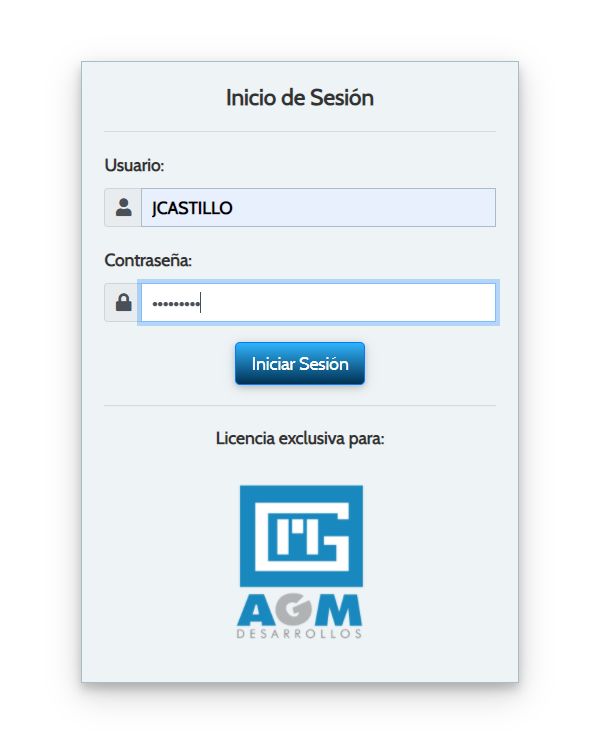 Inicio de Sesión
Usuario:
JCASTILLO
Contraseña:
•••••••••
Iniciar Sesión
Licencia exclusiva para:
AGM
DESARROLLOS